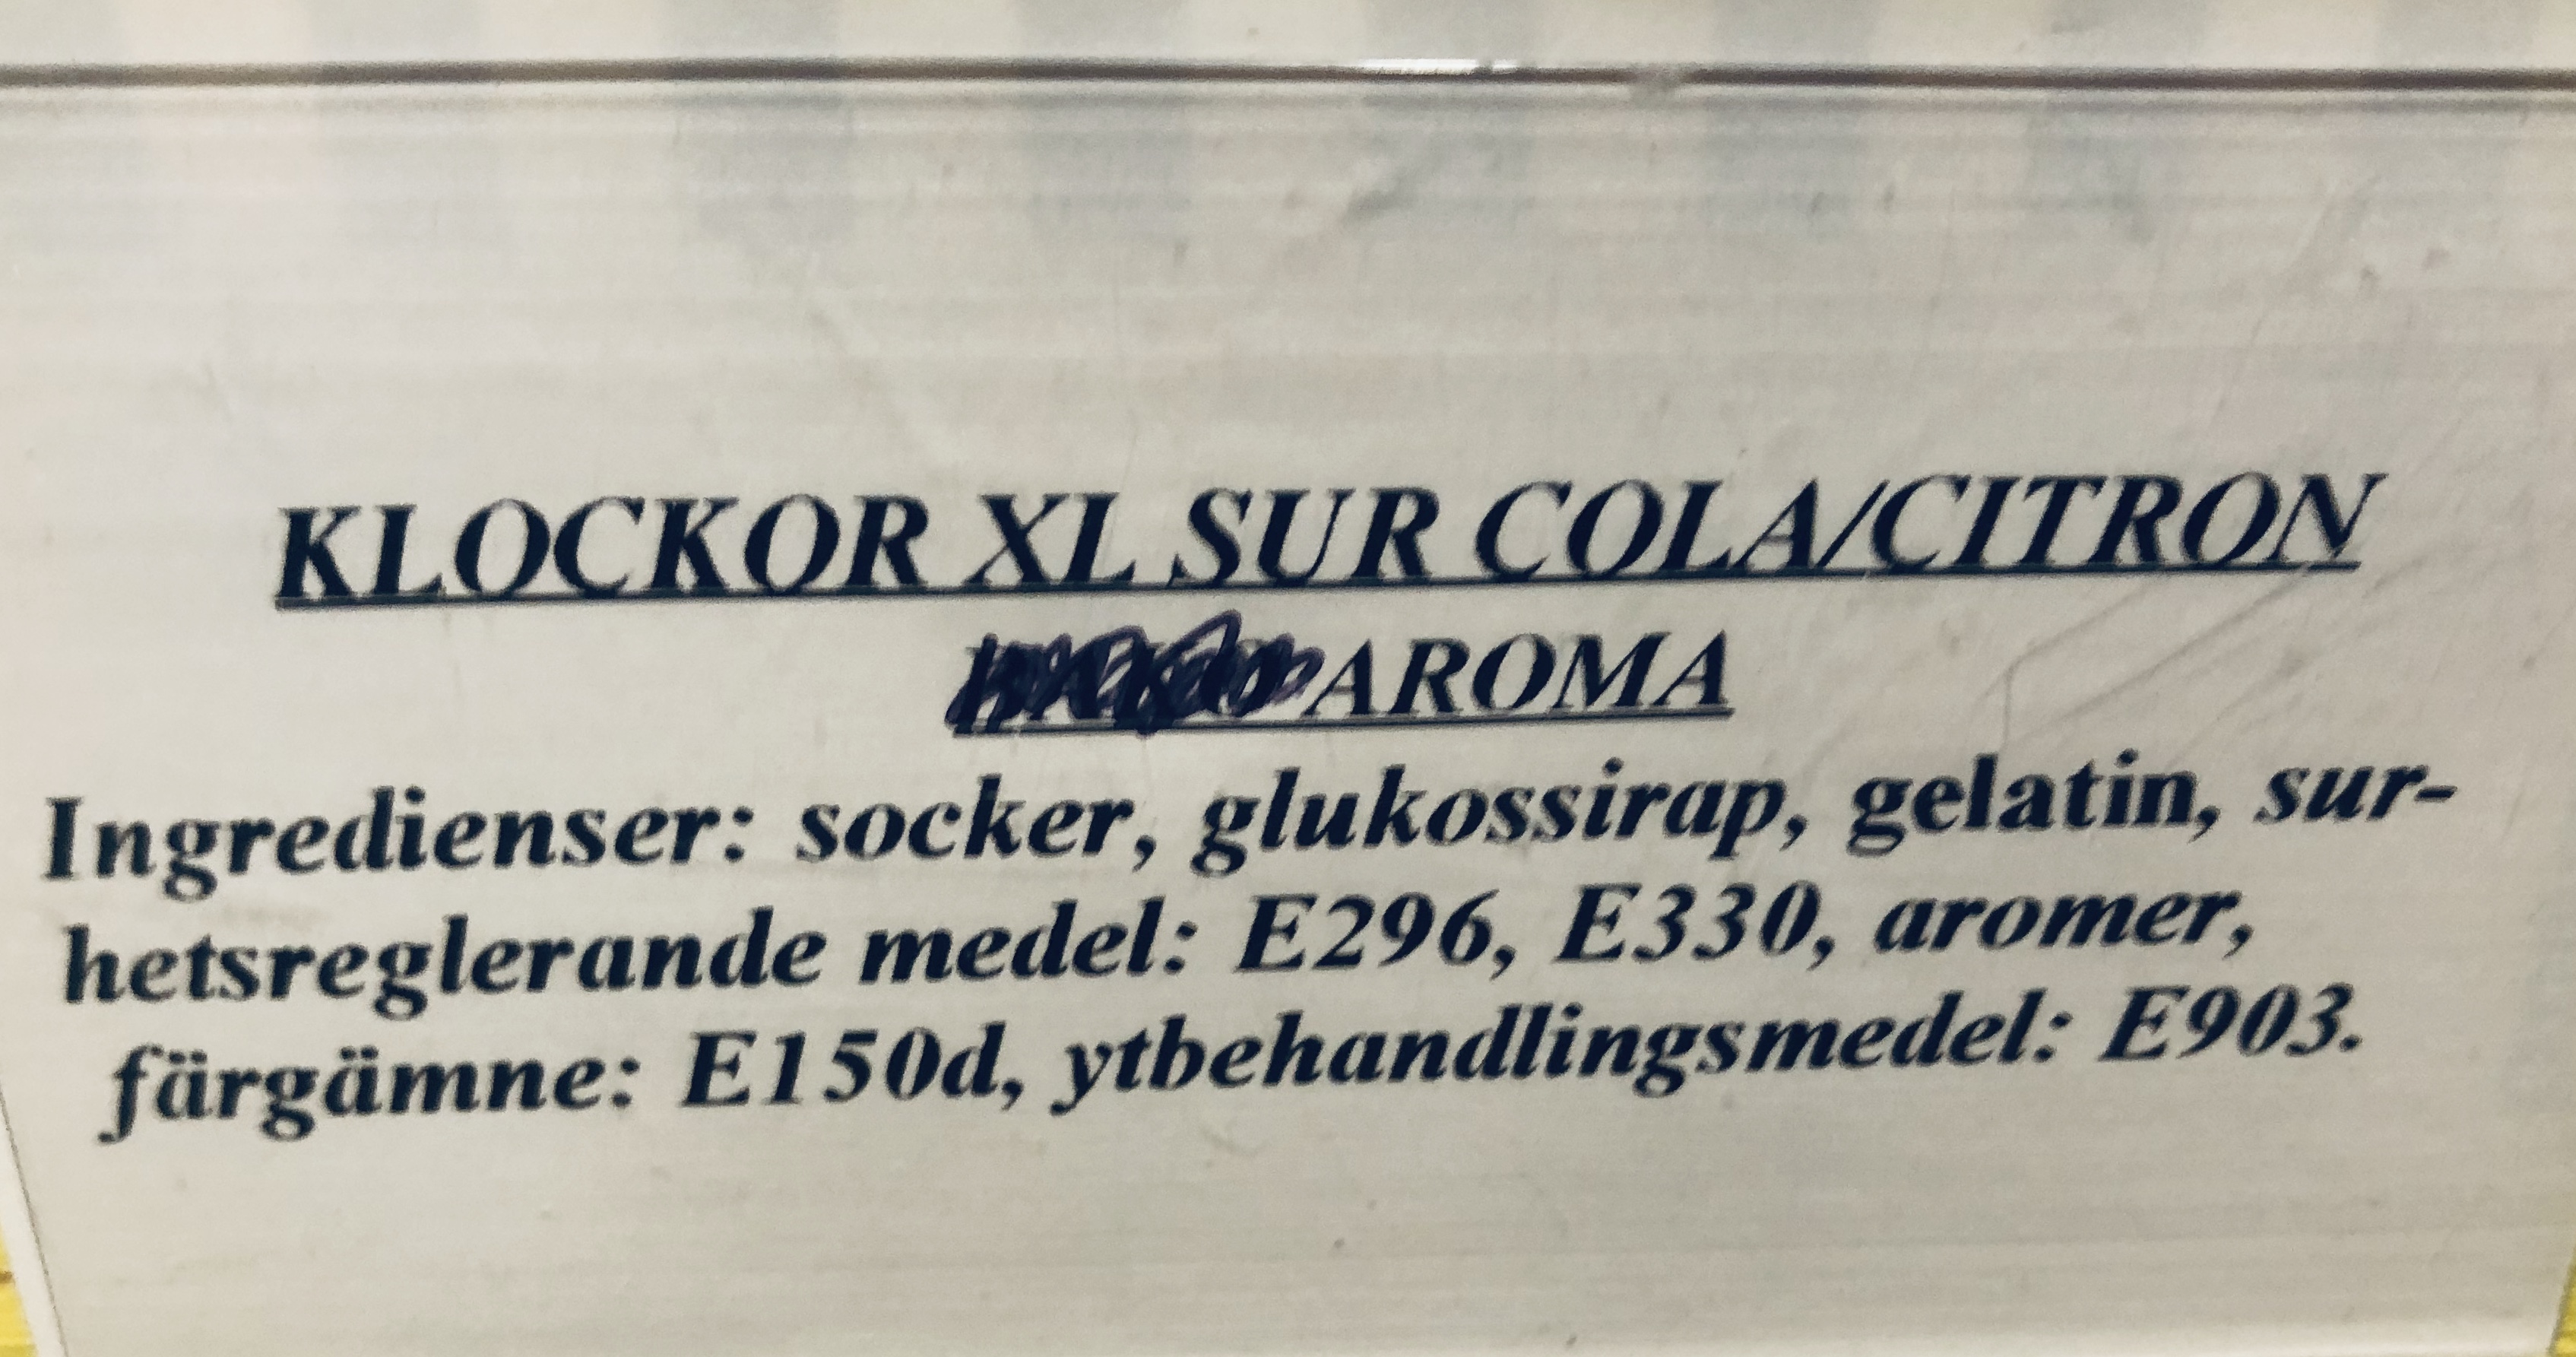 KLOCKOR XL SUR COLA/CITRON
AROMA
Ingredienser: socker, glukossirap, gelatin, sur-
hetsreglerande medel: E296, E330, aromer,
färgämne: E150d, ytbehandlingsmedel: E903.